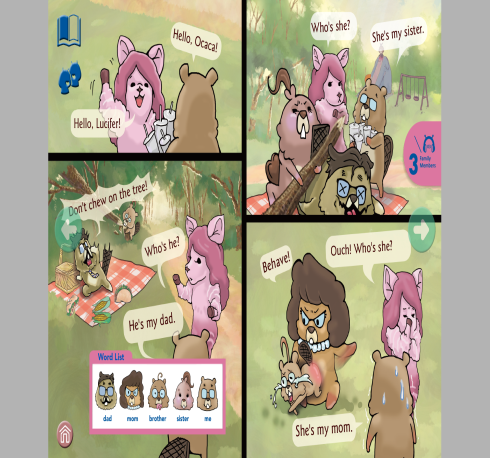 Hello, Ocaca!
Hello, Lucifer!
Who's she?
She's my sister.
3
Family
Members
Don't chew on the tree!
Who's he?
He's my dad.
Word List
dad mom brother sister me
Behave!
Ouch! Who's she?
She's my mom.